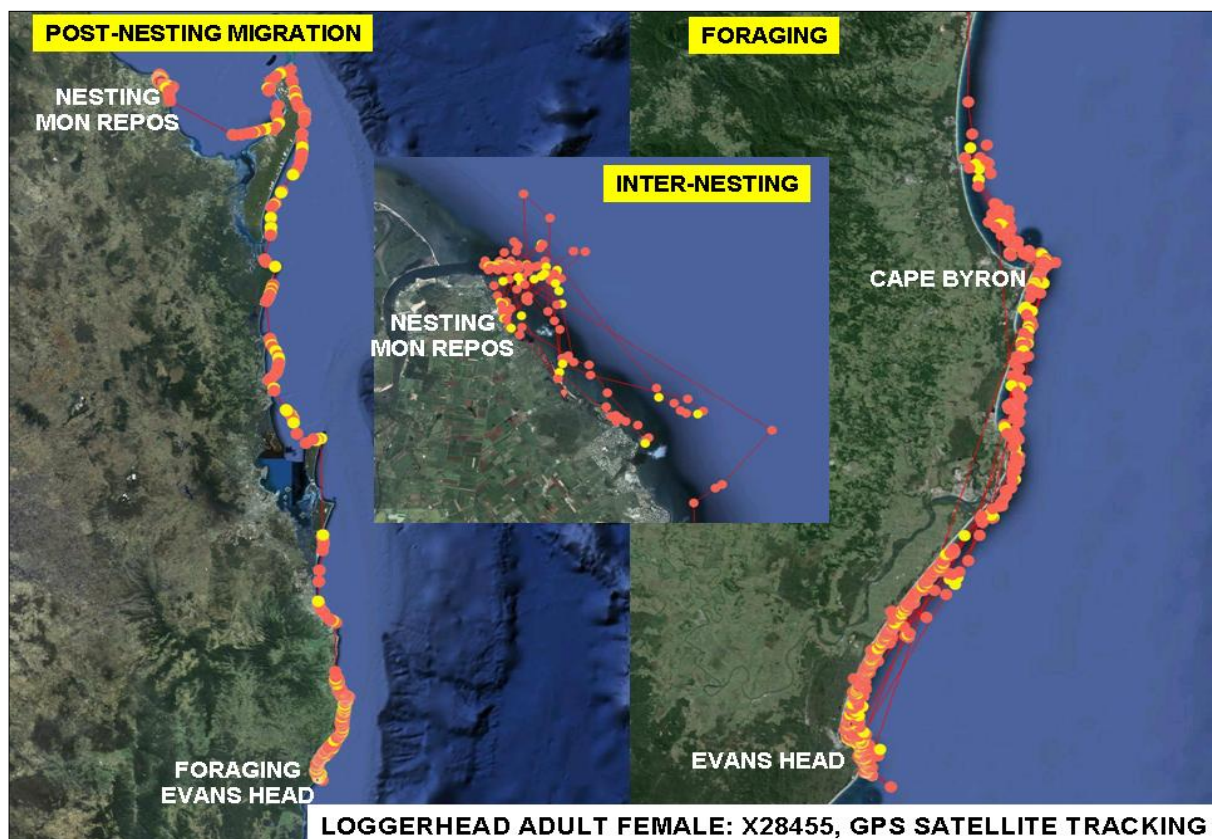 POST-NESTING MIGRATION
NESTING
MON REPOS
FORAGING
EVANS HEAD
INTER-NESTING
NESTING
MON REPOS
FORAGING
CAPE BYRON
EVANS HEAD
LOGGERHEAD ADULT FEMALE: X28455, GPS SATELLITE TRACKING